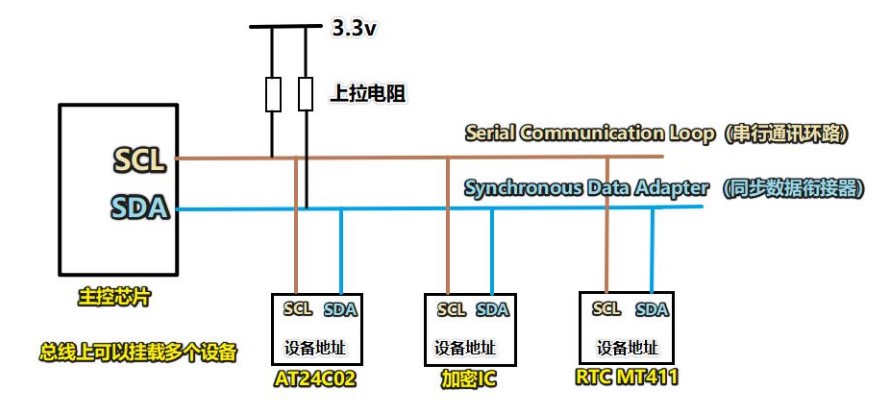 3.3v
上拉电阻
Serial Communication Loop (串行通讯环路)
SCL
Synchronous Data Adapter (同步数据衔接器)
SDA
主控芯片
SCL SDA
设备地址
SCL SDA
设备地址
SCL SDA
设备地址
总线上可以挂载多个设备
AT24C02
加密IC
RTC MT411